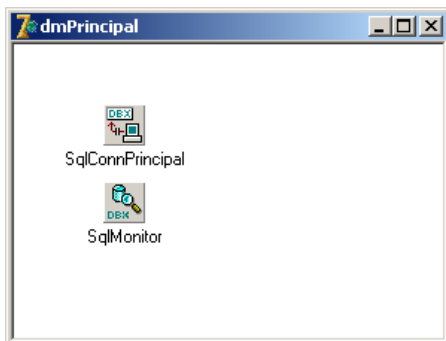 dmPrincipal
DBX
SqlConnPrincipal
DBX
SqlMonitor